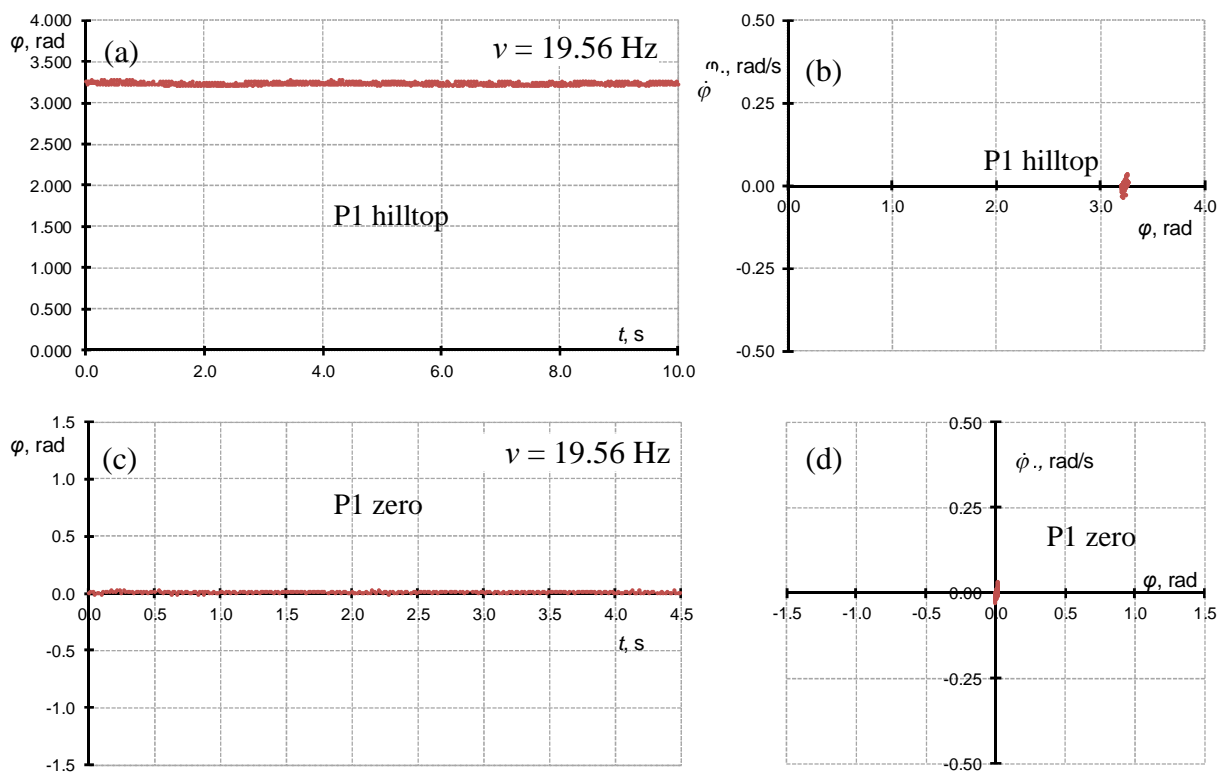 4.000
φ, rad
(a)
ν = 19.56 Hz
3.500
3.000
2.500
2.000
1.500
P1 hilltop
1.000
0.500
t, s
0.000
0.0 2.0 4.0 6.0 8.0 10.0
0.50
φ., rad/s
(b)
φ̇
0.25
P1 hilltop
0.00
0.0 1.0 2.0 3.0 4.0
φ, rad
-0.25
-0.50
1.5
φ, rad
(c)
ν = 19.56 Hz
1.0
P1 zero
0.5
0.0
0.0 0.5 1.0 1.5 2.0 2.5 3.0 3.5 4.0 4.5
t, s
-0.5
-1.0
-1.5
0.50
(d)
φ̇ ., rad/s
0.25
P1 zero
φ, rad
0.00
-1.5 -1.0 -0.5 0.0 0.5 1.0 1.5
-0.25
-0.50